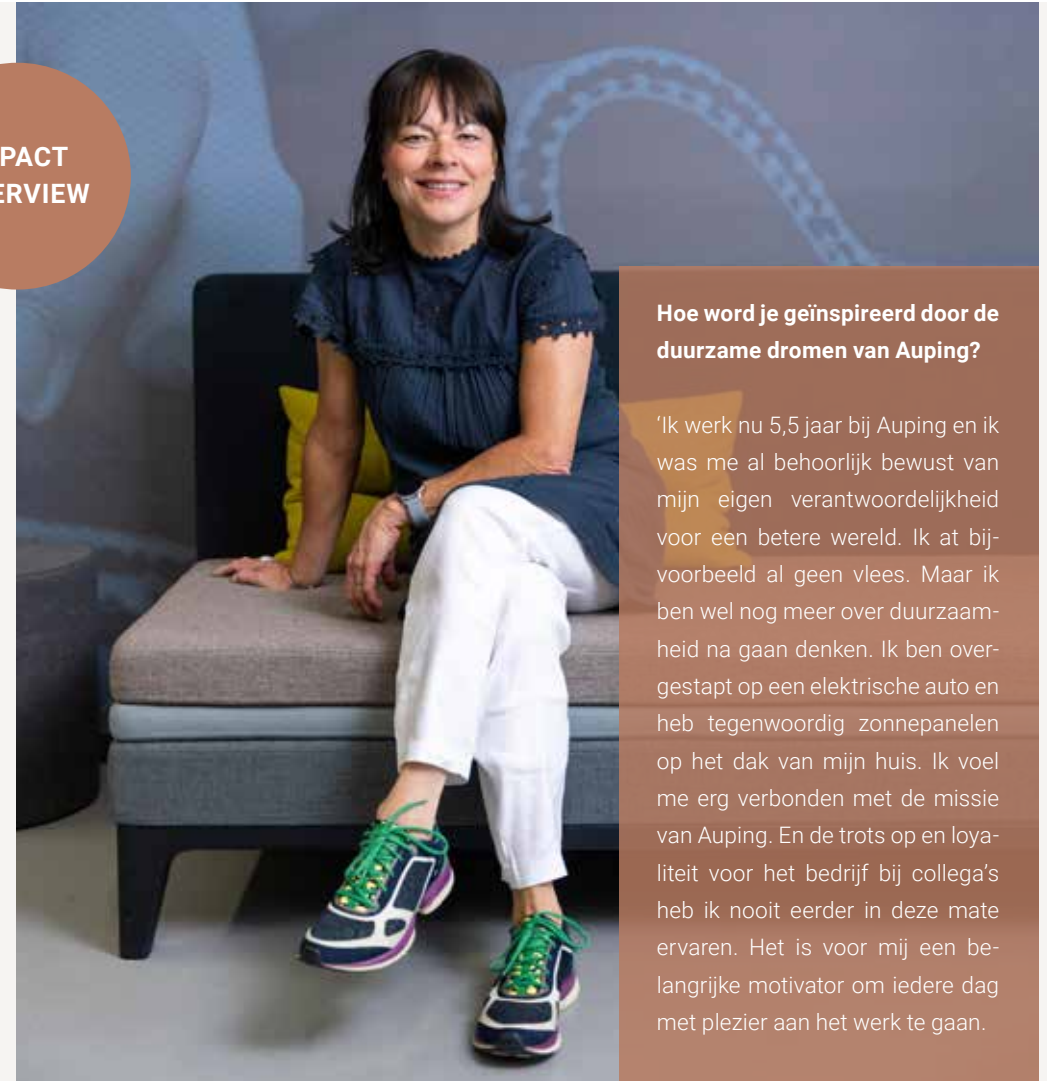 PACT
ERVIEW
Hoe word je geïnspireerd door de
duurzame dromen van Auping?
‘Ik werk nu 5,5 jaar bij Auping en ik
was me al behoorlijk bewust van
mijn eigen verantwoordelijkheid
voor een betere wereld. Ik at bij-
voorbeeld al geen vlees. Maar ik
ben wel nog meer over duurzaam-
heid na gaan denken. Ik ben over-
gestapt op een elektrische auto en
heb tegenwoordig zonnepanelen
op het dak van mijn huis. Ik voel
me erg verbonden met de missie
van Auping. En de trots op en loya-
liteit voor het bedrijf bij collega’s
heb ik nooit eerder in deze mate
ervaren. Het is voor mij een be-
langrijke motivator om iedere dag
met plezier aan het werk te gaan.